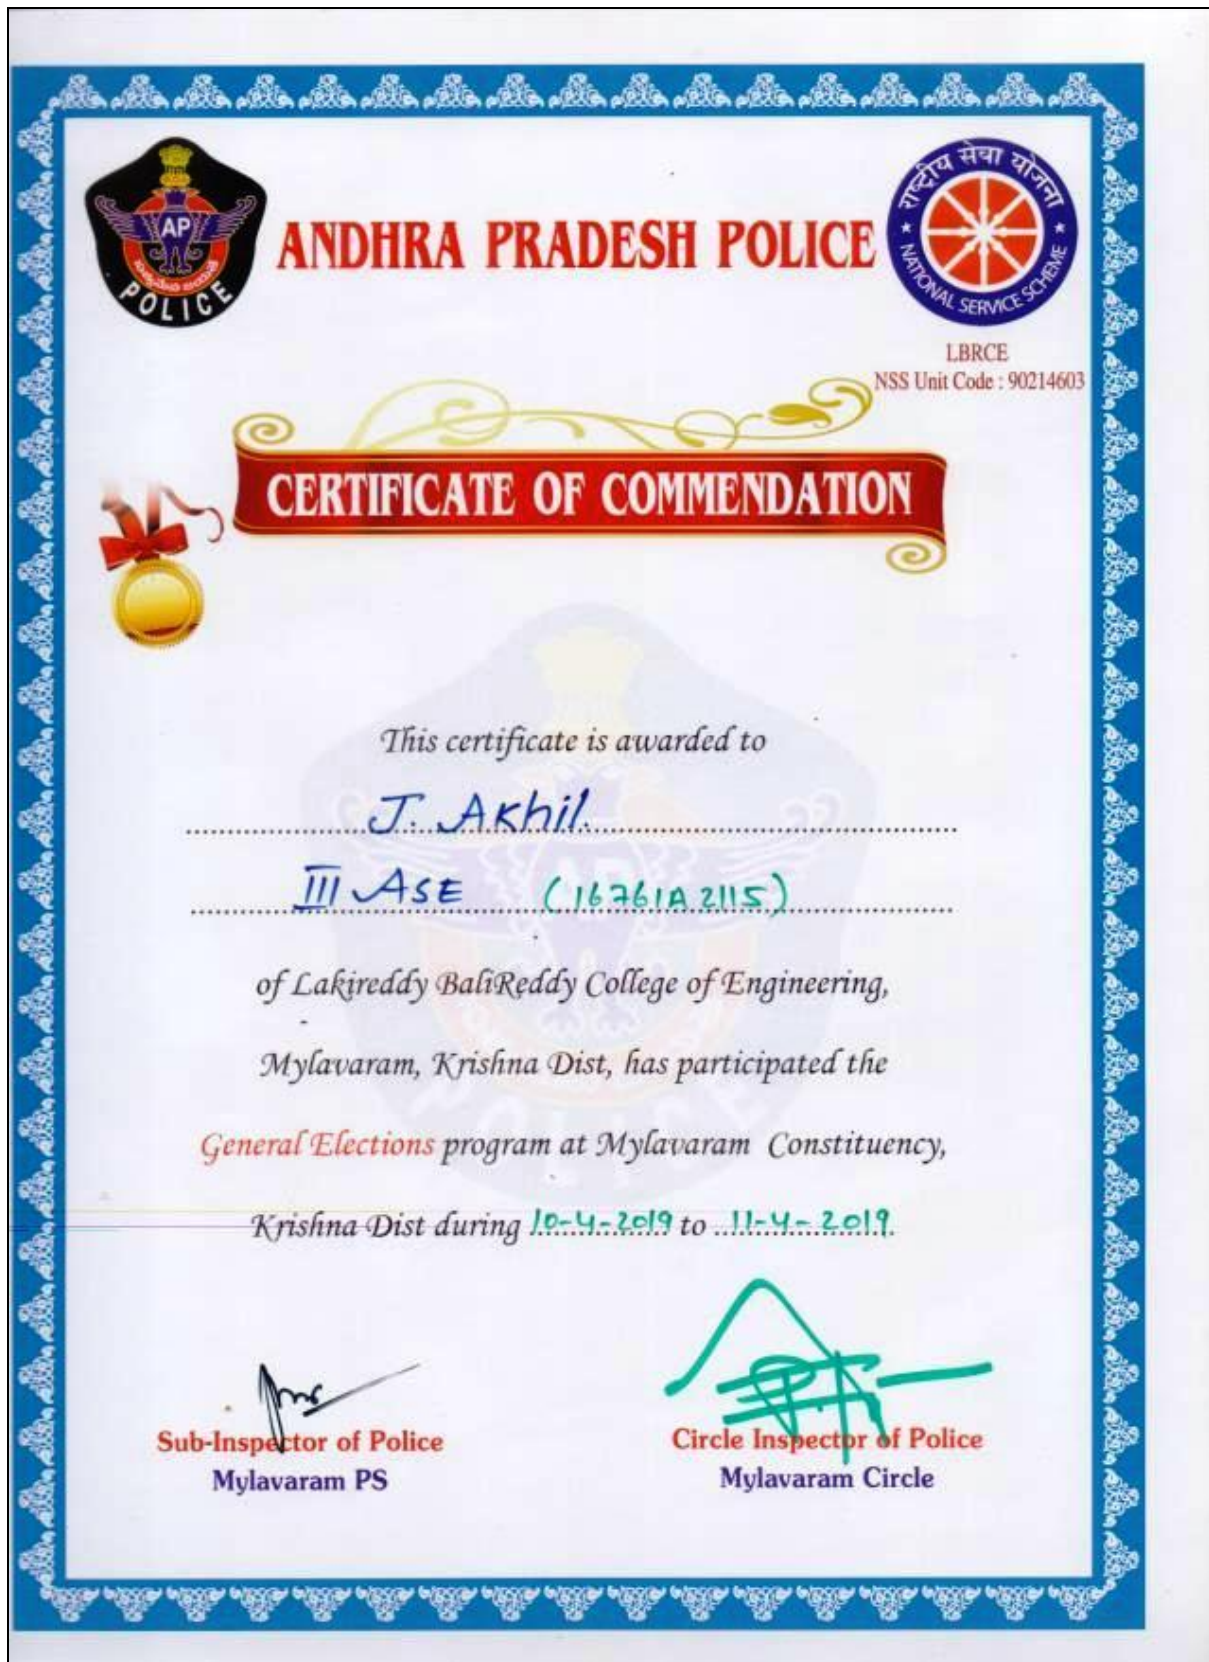 AP
POLICE
ANDHRA PRADESH POLICE
राष्ट्रीय सेवा योजना
NATIONAL SERVICE SCHEME
LBRCE
NSS Unit Code : 90214603
CERTIFICATE OF COMMENDATION
This certificate is awarded to
J. Akhil.
III ASE (16761A2115)
of Lakireddy BaliReddy College of Engineering,
Mylavaram, Krishna Dist, has participated the
General Elections program at Mylavaram Constituency,
Krishna Dist during 10-4-2019 to 11-4-2019.
Sub-Inspector of Police
Mylavaram PS
Circle Inspector of Police
Mylavaram Circle